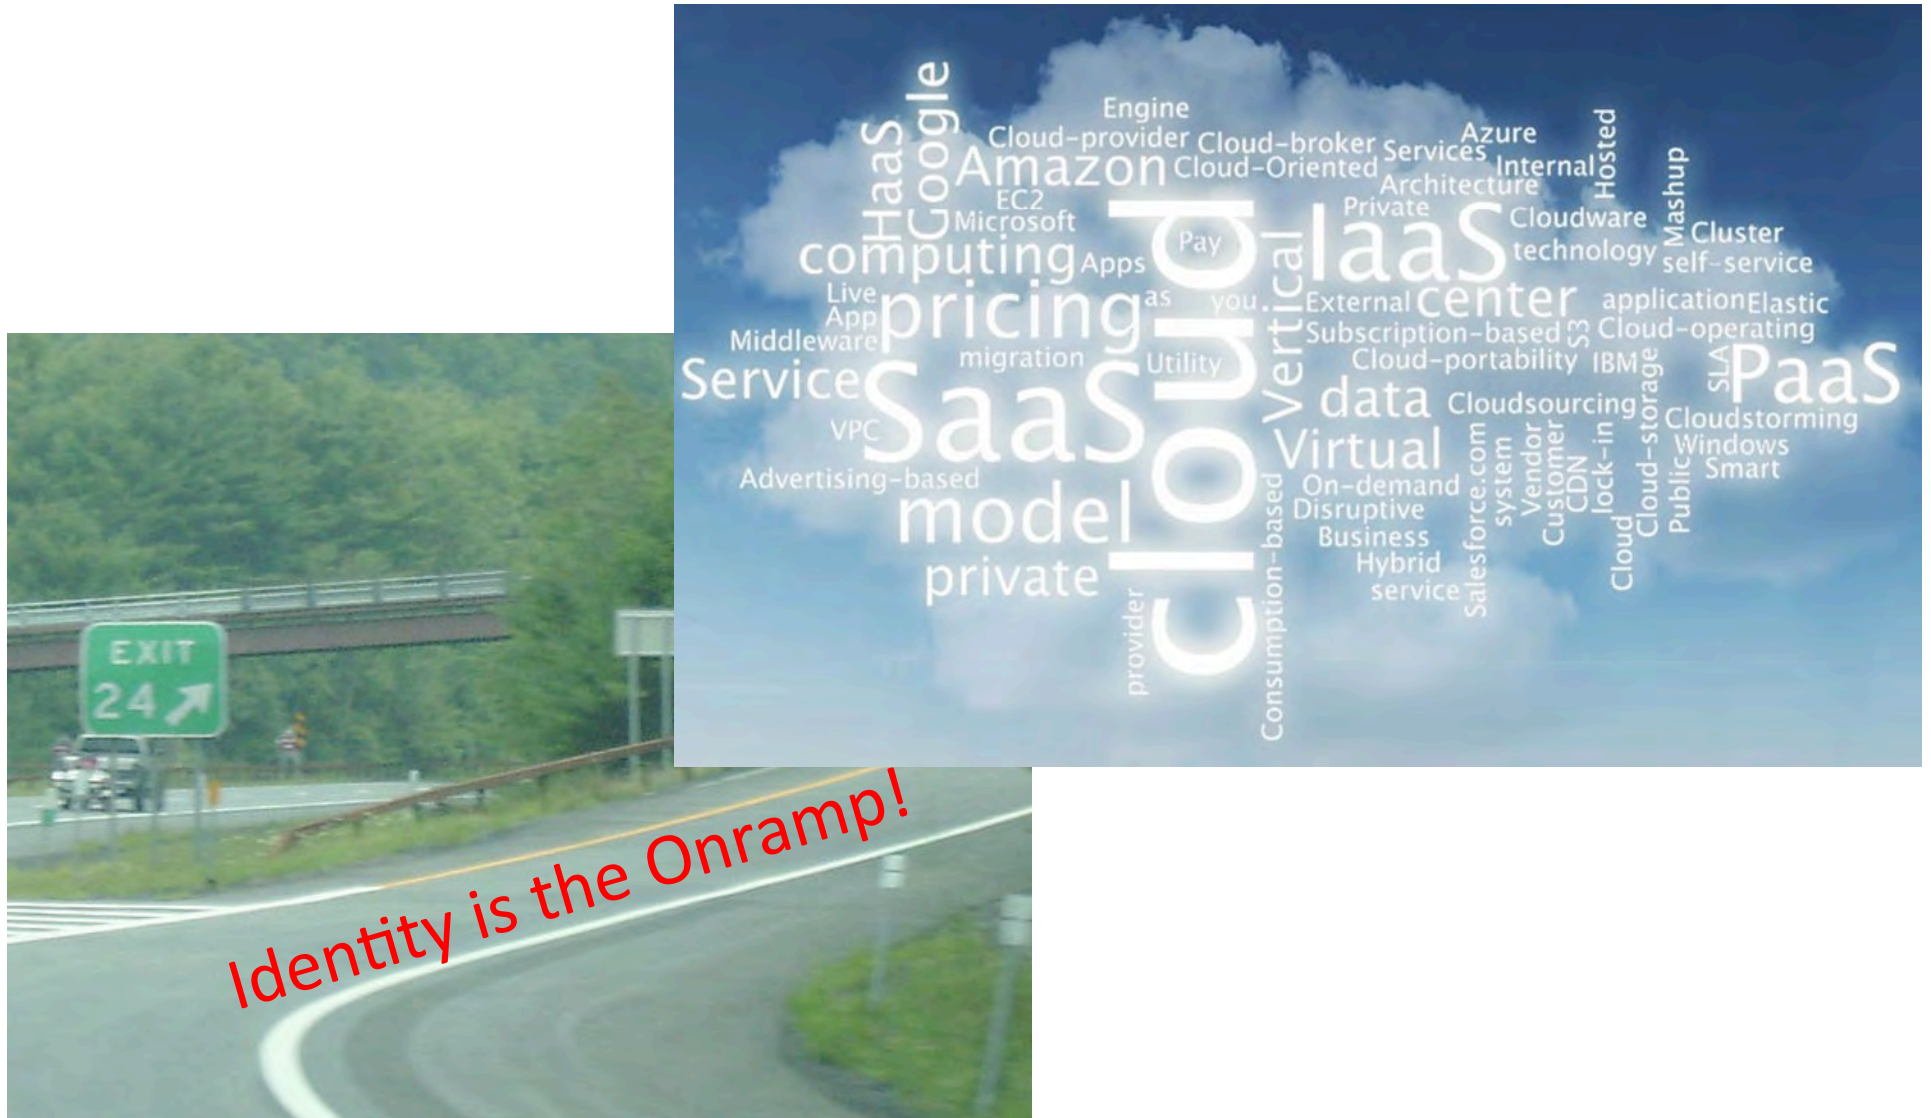 Engine
Cloud-provider Cloud-broker Services Azure
Amazon Cloud-Oriented Internal
HaaS
Google
Hosted
Mashup
EC2 Architecture
Microsoft Private Cloudware
computing Apps Pay IaaS technology Cluster
self-service
Live pricing as you External center application Elastic
App
Vertical
Middleware Subscription-based S3 Cloud-operating
migration Utility Cloud-portability IBM SLA PaaS
Service SaaS cloud data Cloudsourcing Cloud-storage Cloudstorming
VPC Virtual Windows
Smart
Advertising-based On-demand
model Disruptive
Business
Hybrid
private service
provider
Consumption-based
Salesforce.com
system
Vendor
Customer
CDN
lock-in
Cloud
Public
EXIT
24
Identity is the Onramp!